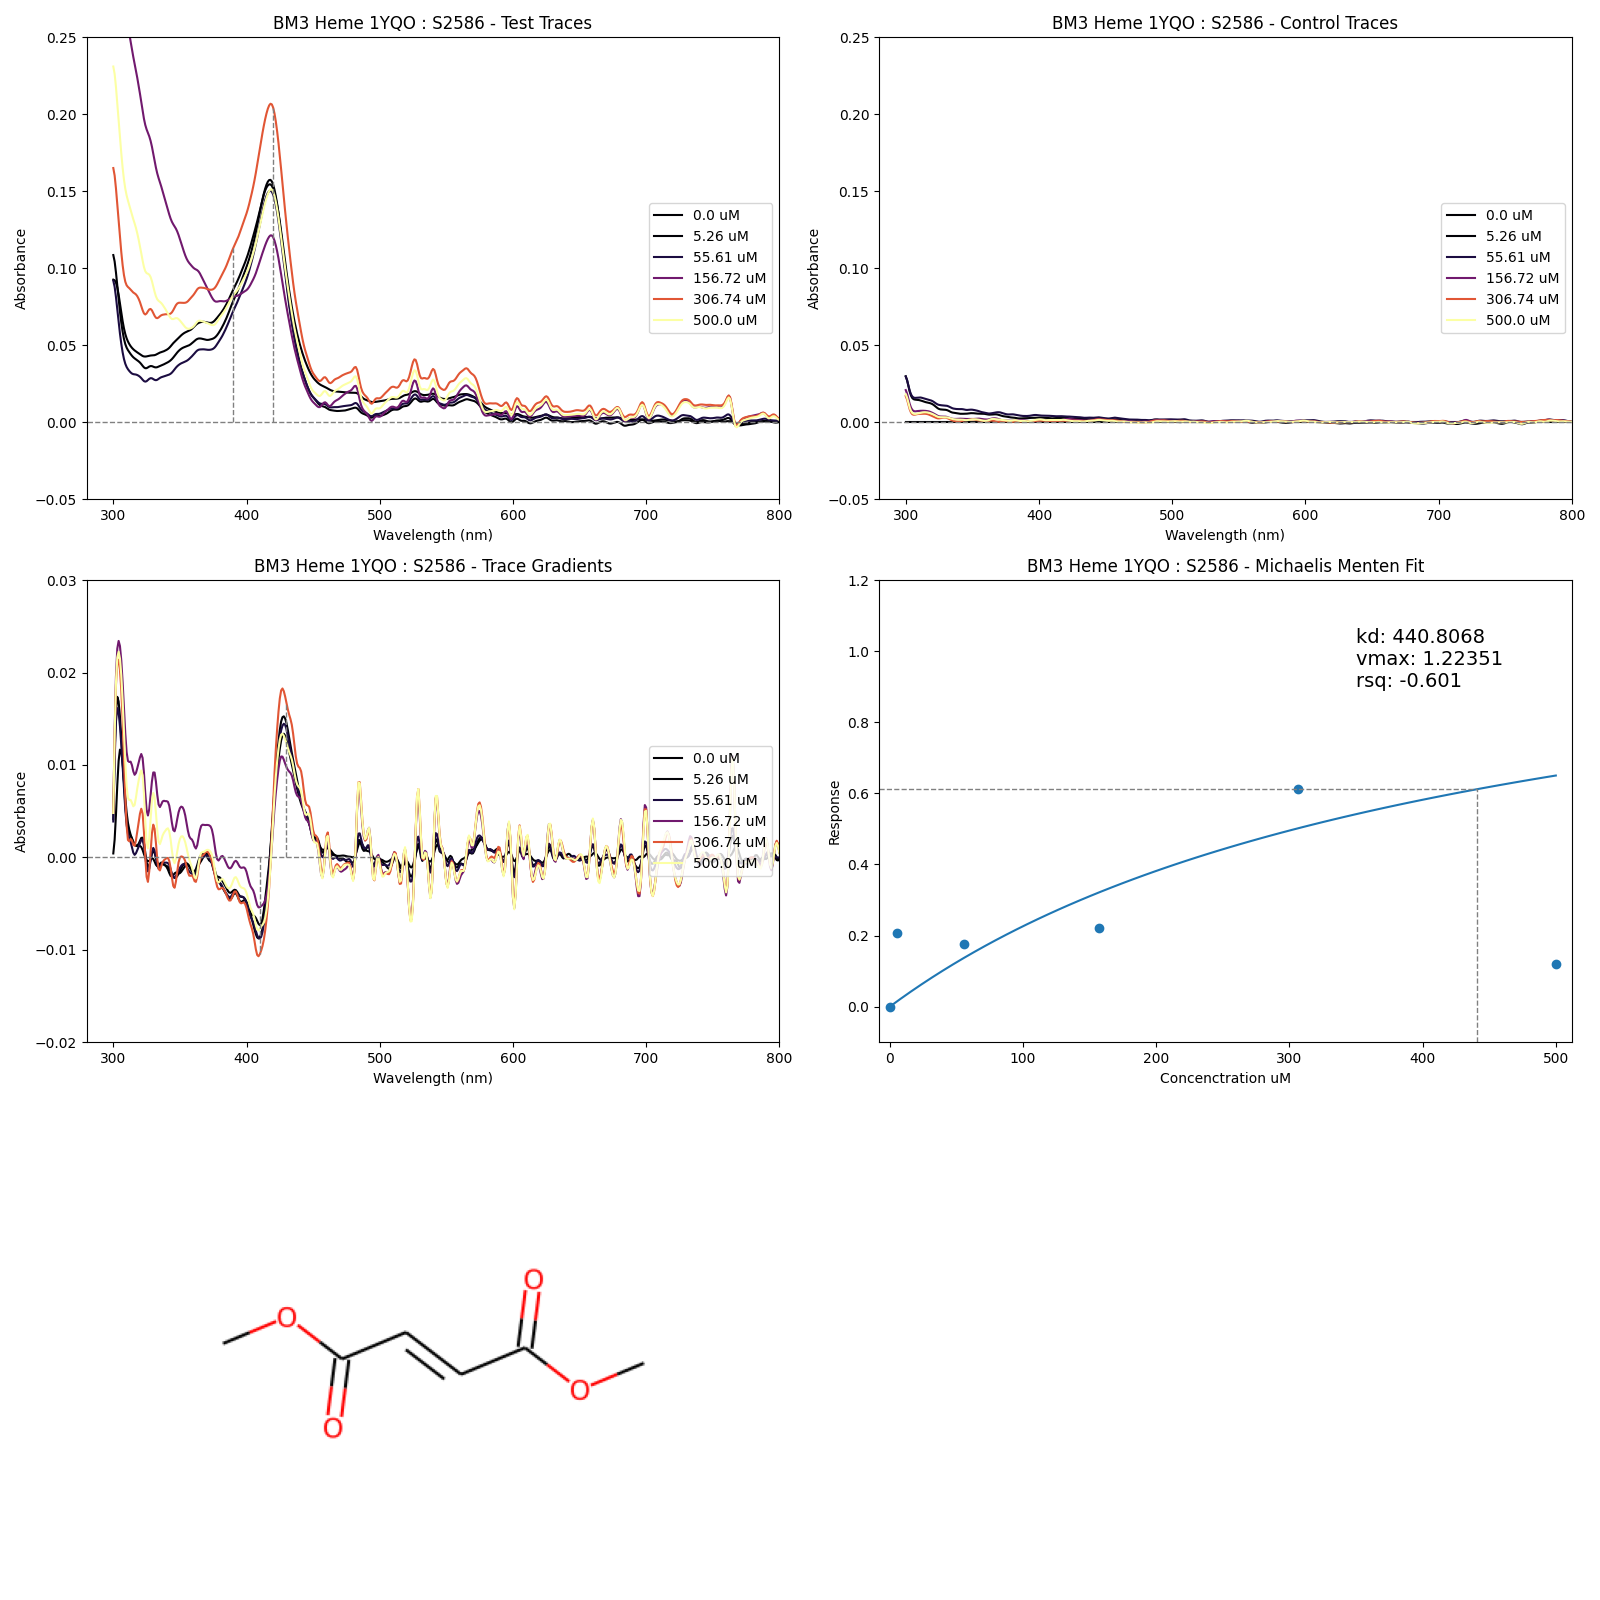 BM3 Heme 1YQO : S2586 - Test Traces
0.25
0.20
0.15
0.10
0.05
0.00
−0.05
Absorbance
300 400 500 600 700 800
Wavelength (nm)
0.0 uM
5.26 uM
55.61 uM
156.72 uM
306.74 uM
500.0 uM
BM3 Heme 1YQO : S2586 - Control Traces
0.25
0.20
0.15
0.10
0.05
0.00
−0.05
Absorbance
300 400 500 600 700 800
Wavelength (nm)
0.0 uM
5.26 uM
55.61 uM
156.72 uM
306.74 uM
500.0 uM
BM3 Heme 1YQO : S2586 - Trace Gradients
0.03
0.02
0.01
0.00
−0.01
−0.02
Absorbance
300 400 500 600 700 800
Wavelength (nm)
0.0 uM
5.26 uM
55.61 uM
156.72 uM
306.74 uM
500.0 uM
BM3 Heme 1YQO : S2586 - Michaelis Menten Fit
1.2
1.0
0.8
0.6
0.4
0.2
0.0
Response
kd: 440.8068
vmax: 1.22351
rsq: -0.601
0 100 200 300 400 500
Concenctration uM
O
O
O
O